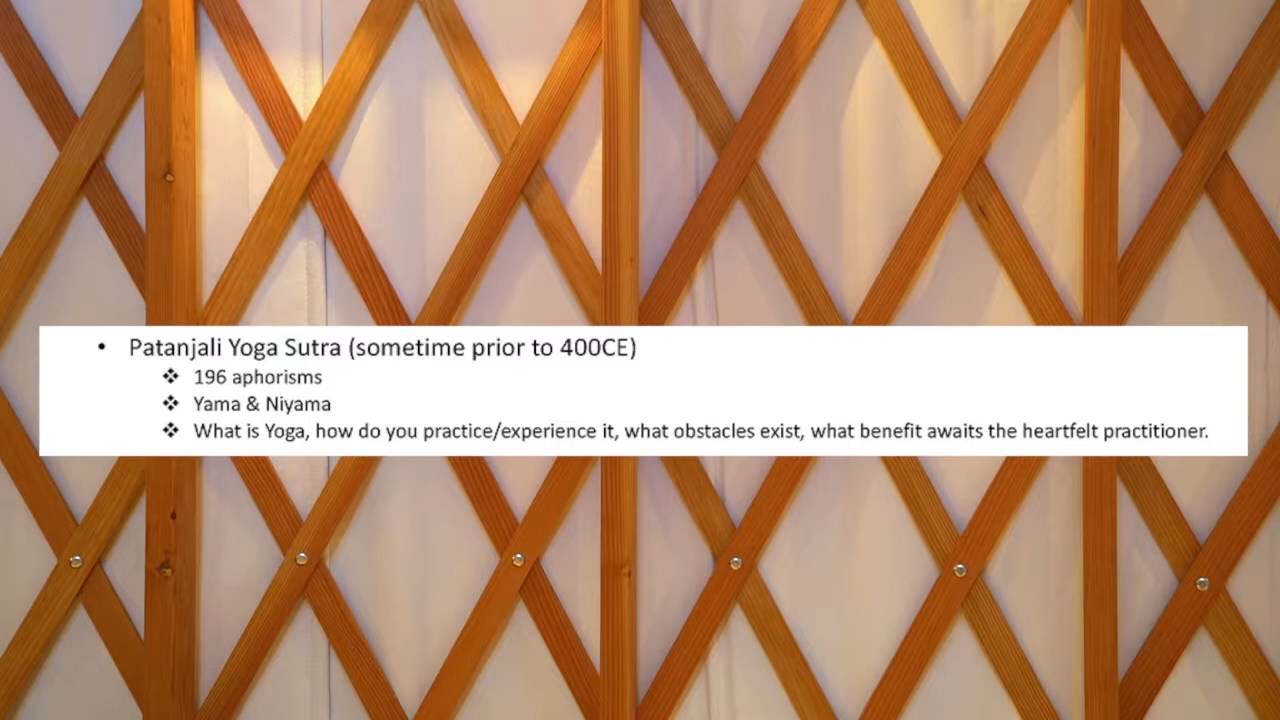 • Patanjali Yoga Sutra (sometime prior to 400CE)
❖ 196 aphorisms
❖ Yama & Niyama
❖ What is Yoga, how do you practice/experience it, what obstacles exist, what benefit awaits the heartfelt practitioner.